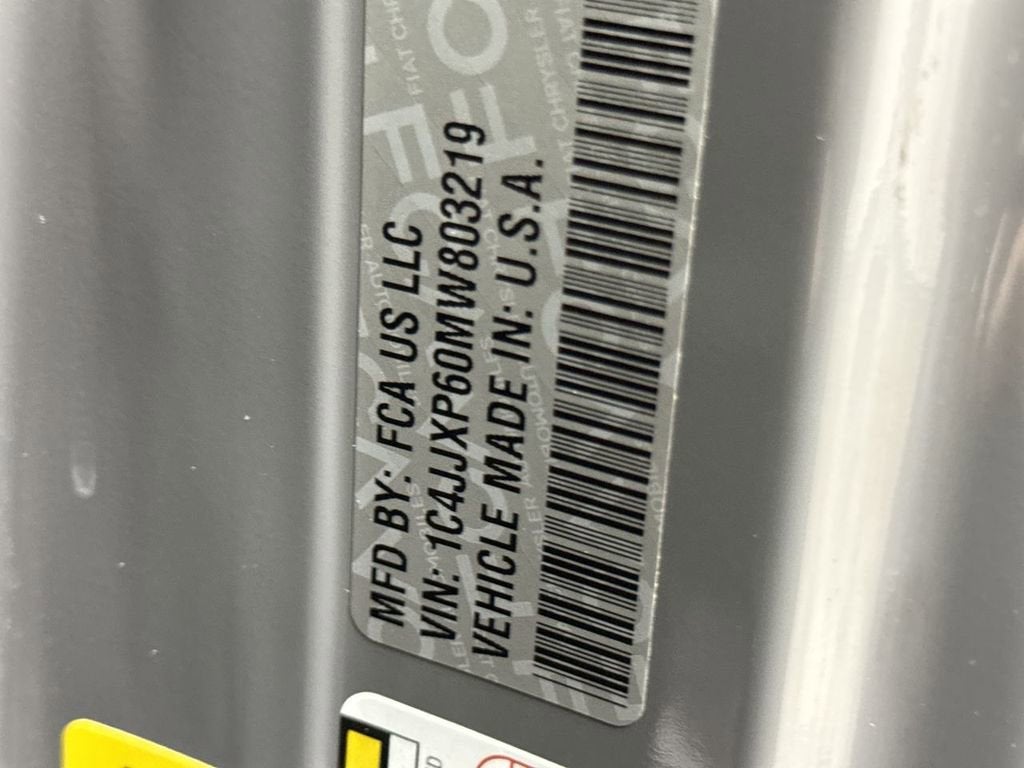 MFD BY: FCA US LLC
VIN: 1C4JJXP60MW803219
VEHICLE MADE IN: U.S.A.